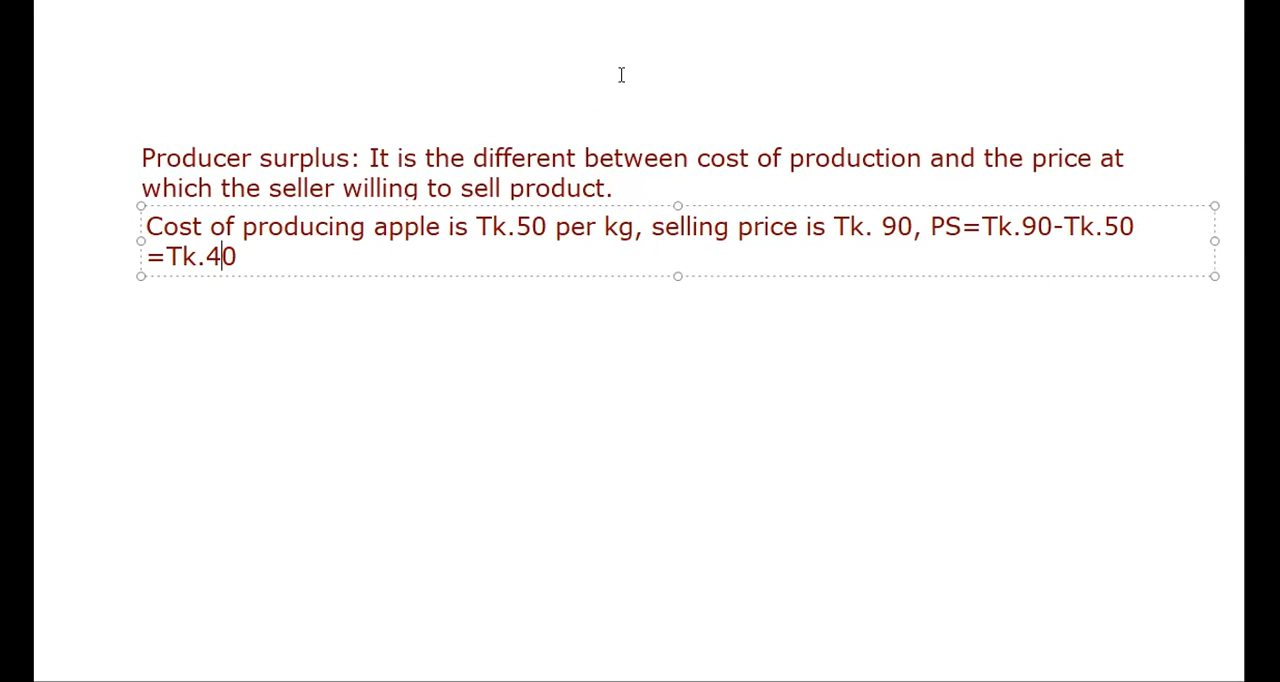 Producer surplus: It is the different between cost of production and the price at
which the seller willing to sell product.
Cost of producing apple is Tk.50 per kg, selling price is Tk. 90, PS=Tk.90-Tk.50
=Tk.40